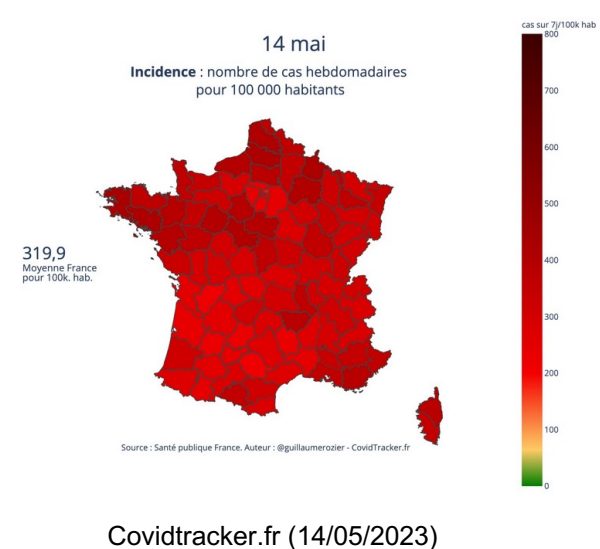 cas sur 7j/100k hab
14 mai
Incidence : nombre de cas hebdomadaires
pour 100 000 habitants
800
700
600
500
400
300
200
100
0
319,9
Moyenne France
pour 100k. hab.
Source : Santé publique France. Auteur : @guillaumerozier - CovidTracker.fr
Covidtracker.fr (14/05/2023)